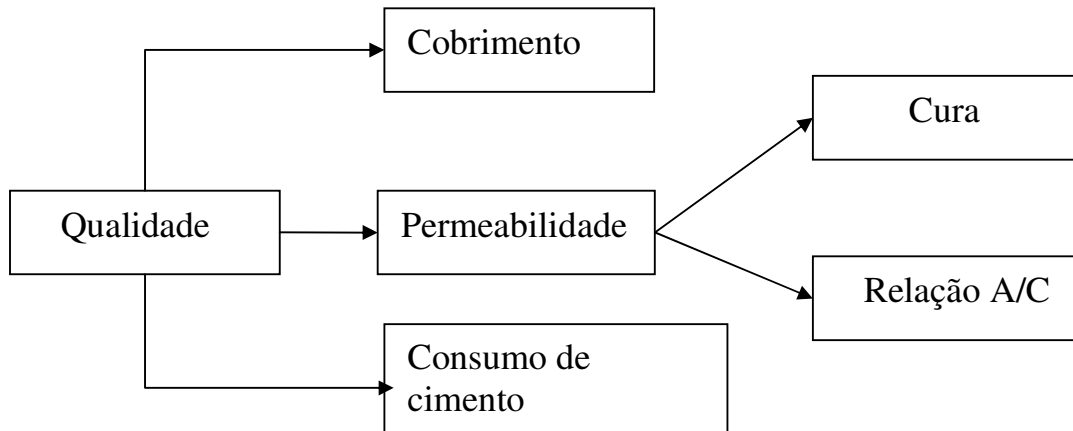 Cobrimento
Cura
Qualidade
Permeabilidade
Relação A/C
Consumo de
cimento